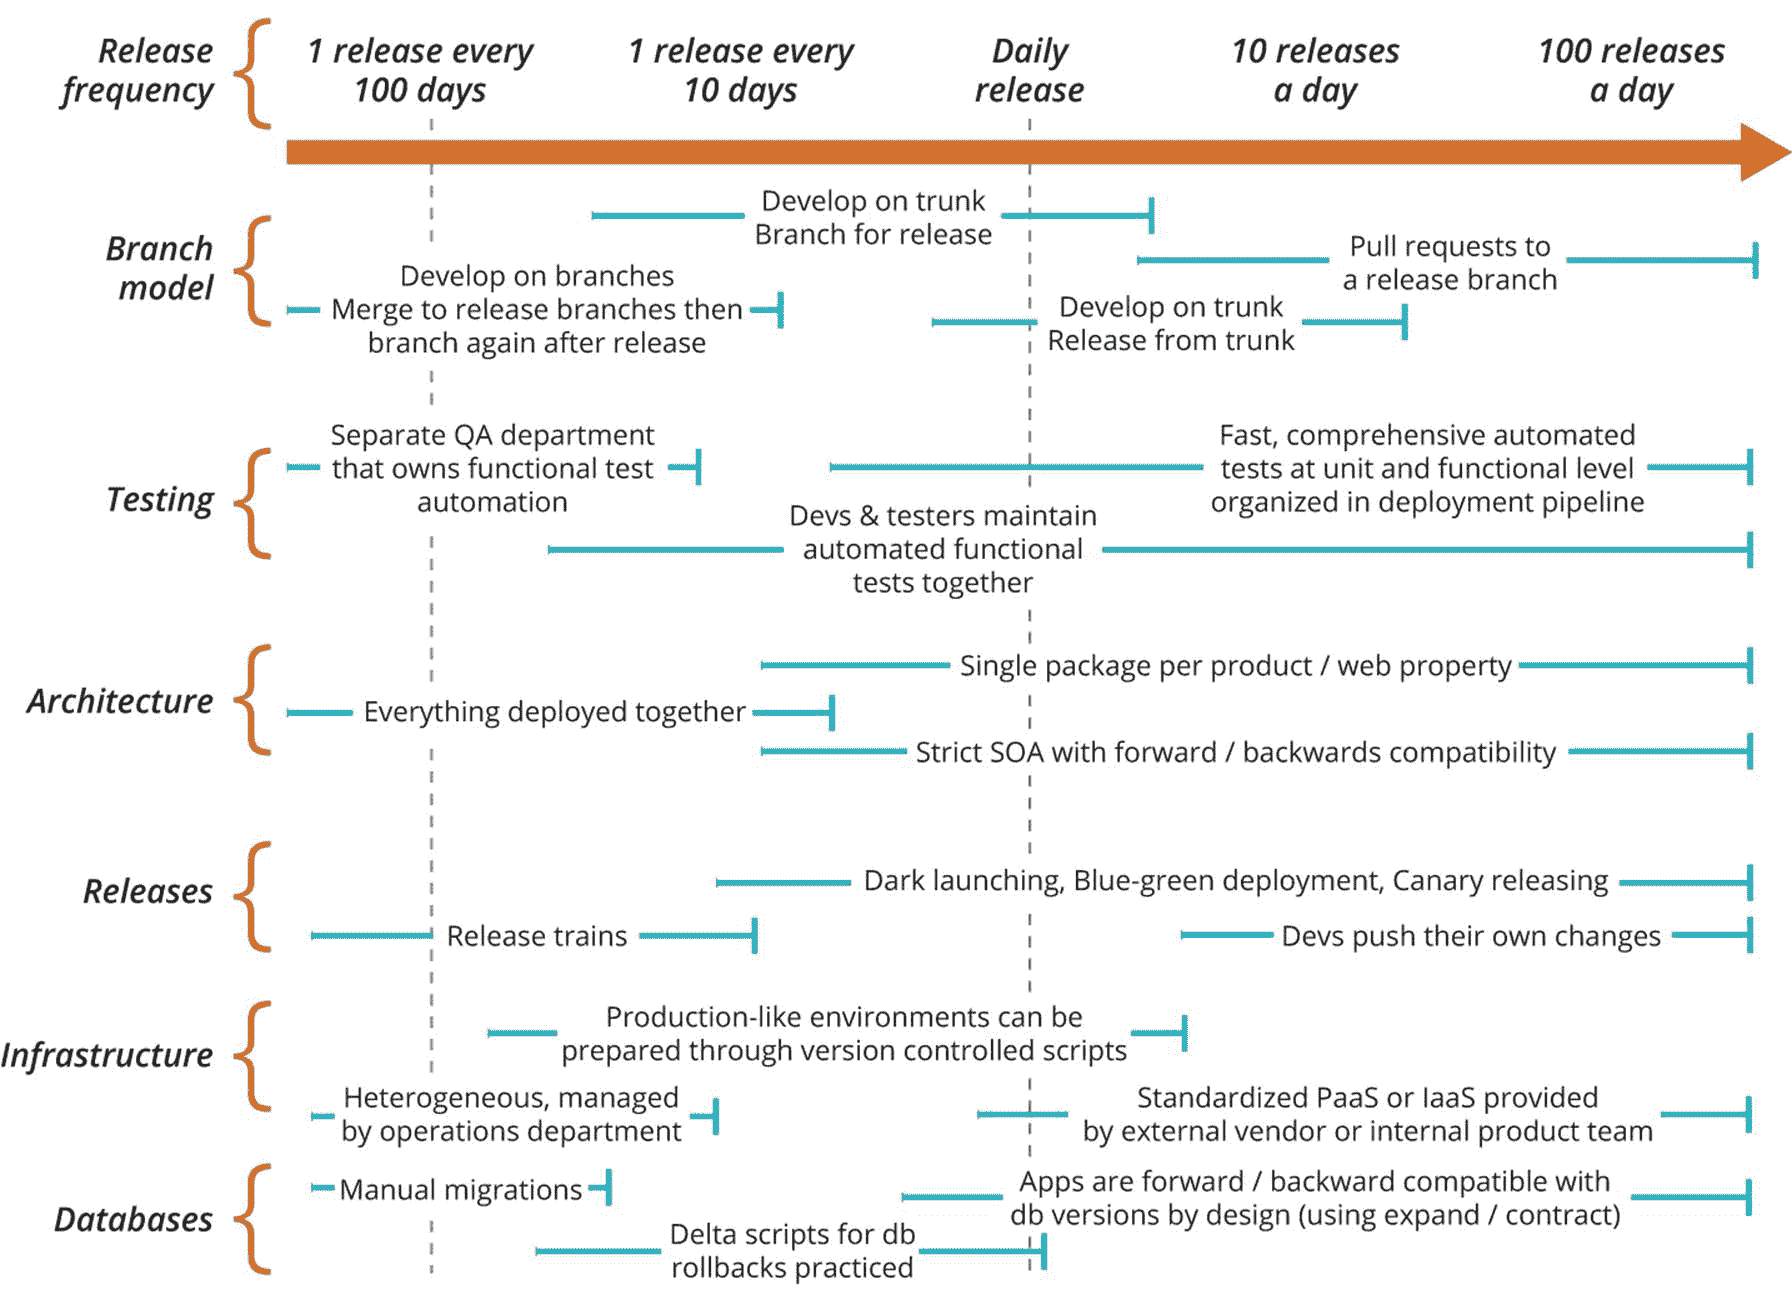 Release
frequency
1 release every
100 days
1 release every
10 days
Daily
release
10 releases
a day
100 releases
a day
Branch
model
Develop on trunk
Branch for release
Pull requests to
a release branch
Develop on branches
Merge to release branches then
branch again after release
Develop on trunk
Release from trunk
Testing
Separate QA department
that owns functional test
automation
Fast, comprehensive automated
tests at unit and functional level
organized in deployment pipeline
Devs & testers maintain
automated functional
tests together
Architecture
Single package per product / web property
Everything deployed together
Strict SOA with forward / backwards compatibility
Releases
Dark launching, Blue-green deployment, Canary releasing
Release trains
Devs push their own changes
Infrastructure
Production-like environments can be
prepared through version controlled scripts
Heterogeneous, managed
by operations department
Standardized PaaS or IaaS provided
by external vendor or internal product team
Databases
Manual migrations
Apps are forward / backward compatible with
db versions by design (using expand / contract)
Delta scripts for db
rollbacks practiced